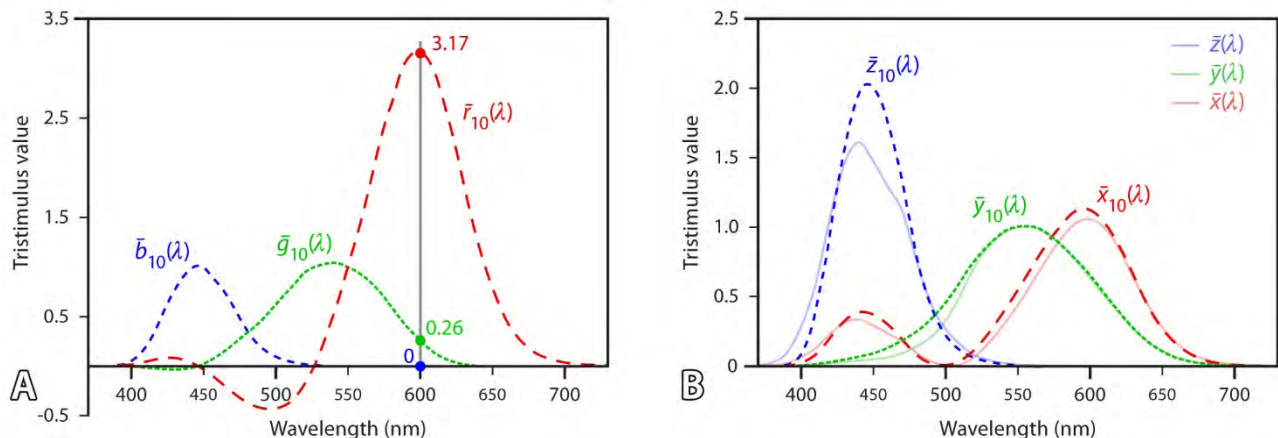 3.5
2.5
1.5
0.5
-0.5
Tristimulus value
b̄10(λ)
ḡ10(λ)
r̄10(λ)
3.17
0.26
0
400 450 500 550 600 650 700
Wavelength (nm)
A
2.5
2.0
1.5
1.0
0.5
0
Tristimulus value
z̄10(λ)
ȳ10(λ)
x̄10(λ)
z̄(λ)
ȳ(λ)
x̄(λ)
400 450 500 550 600 650 700
Wavelength (nm)
B